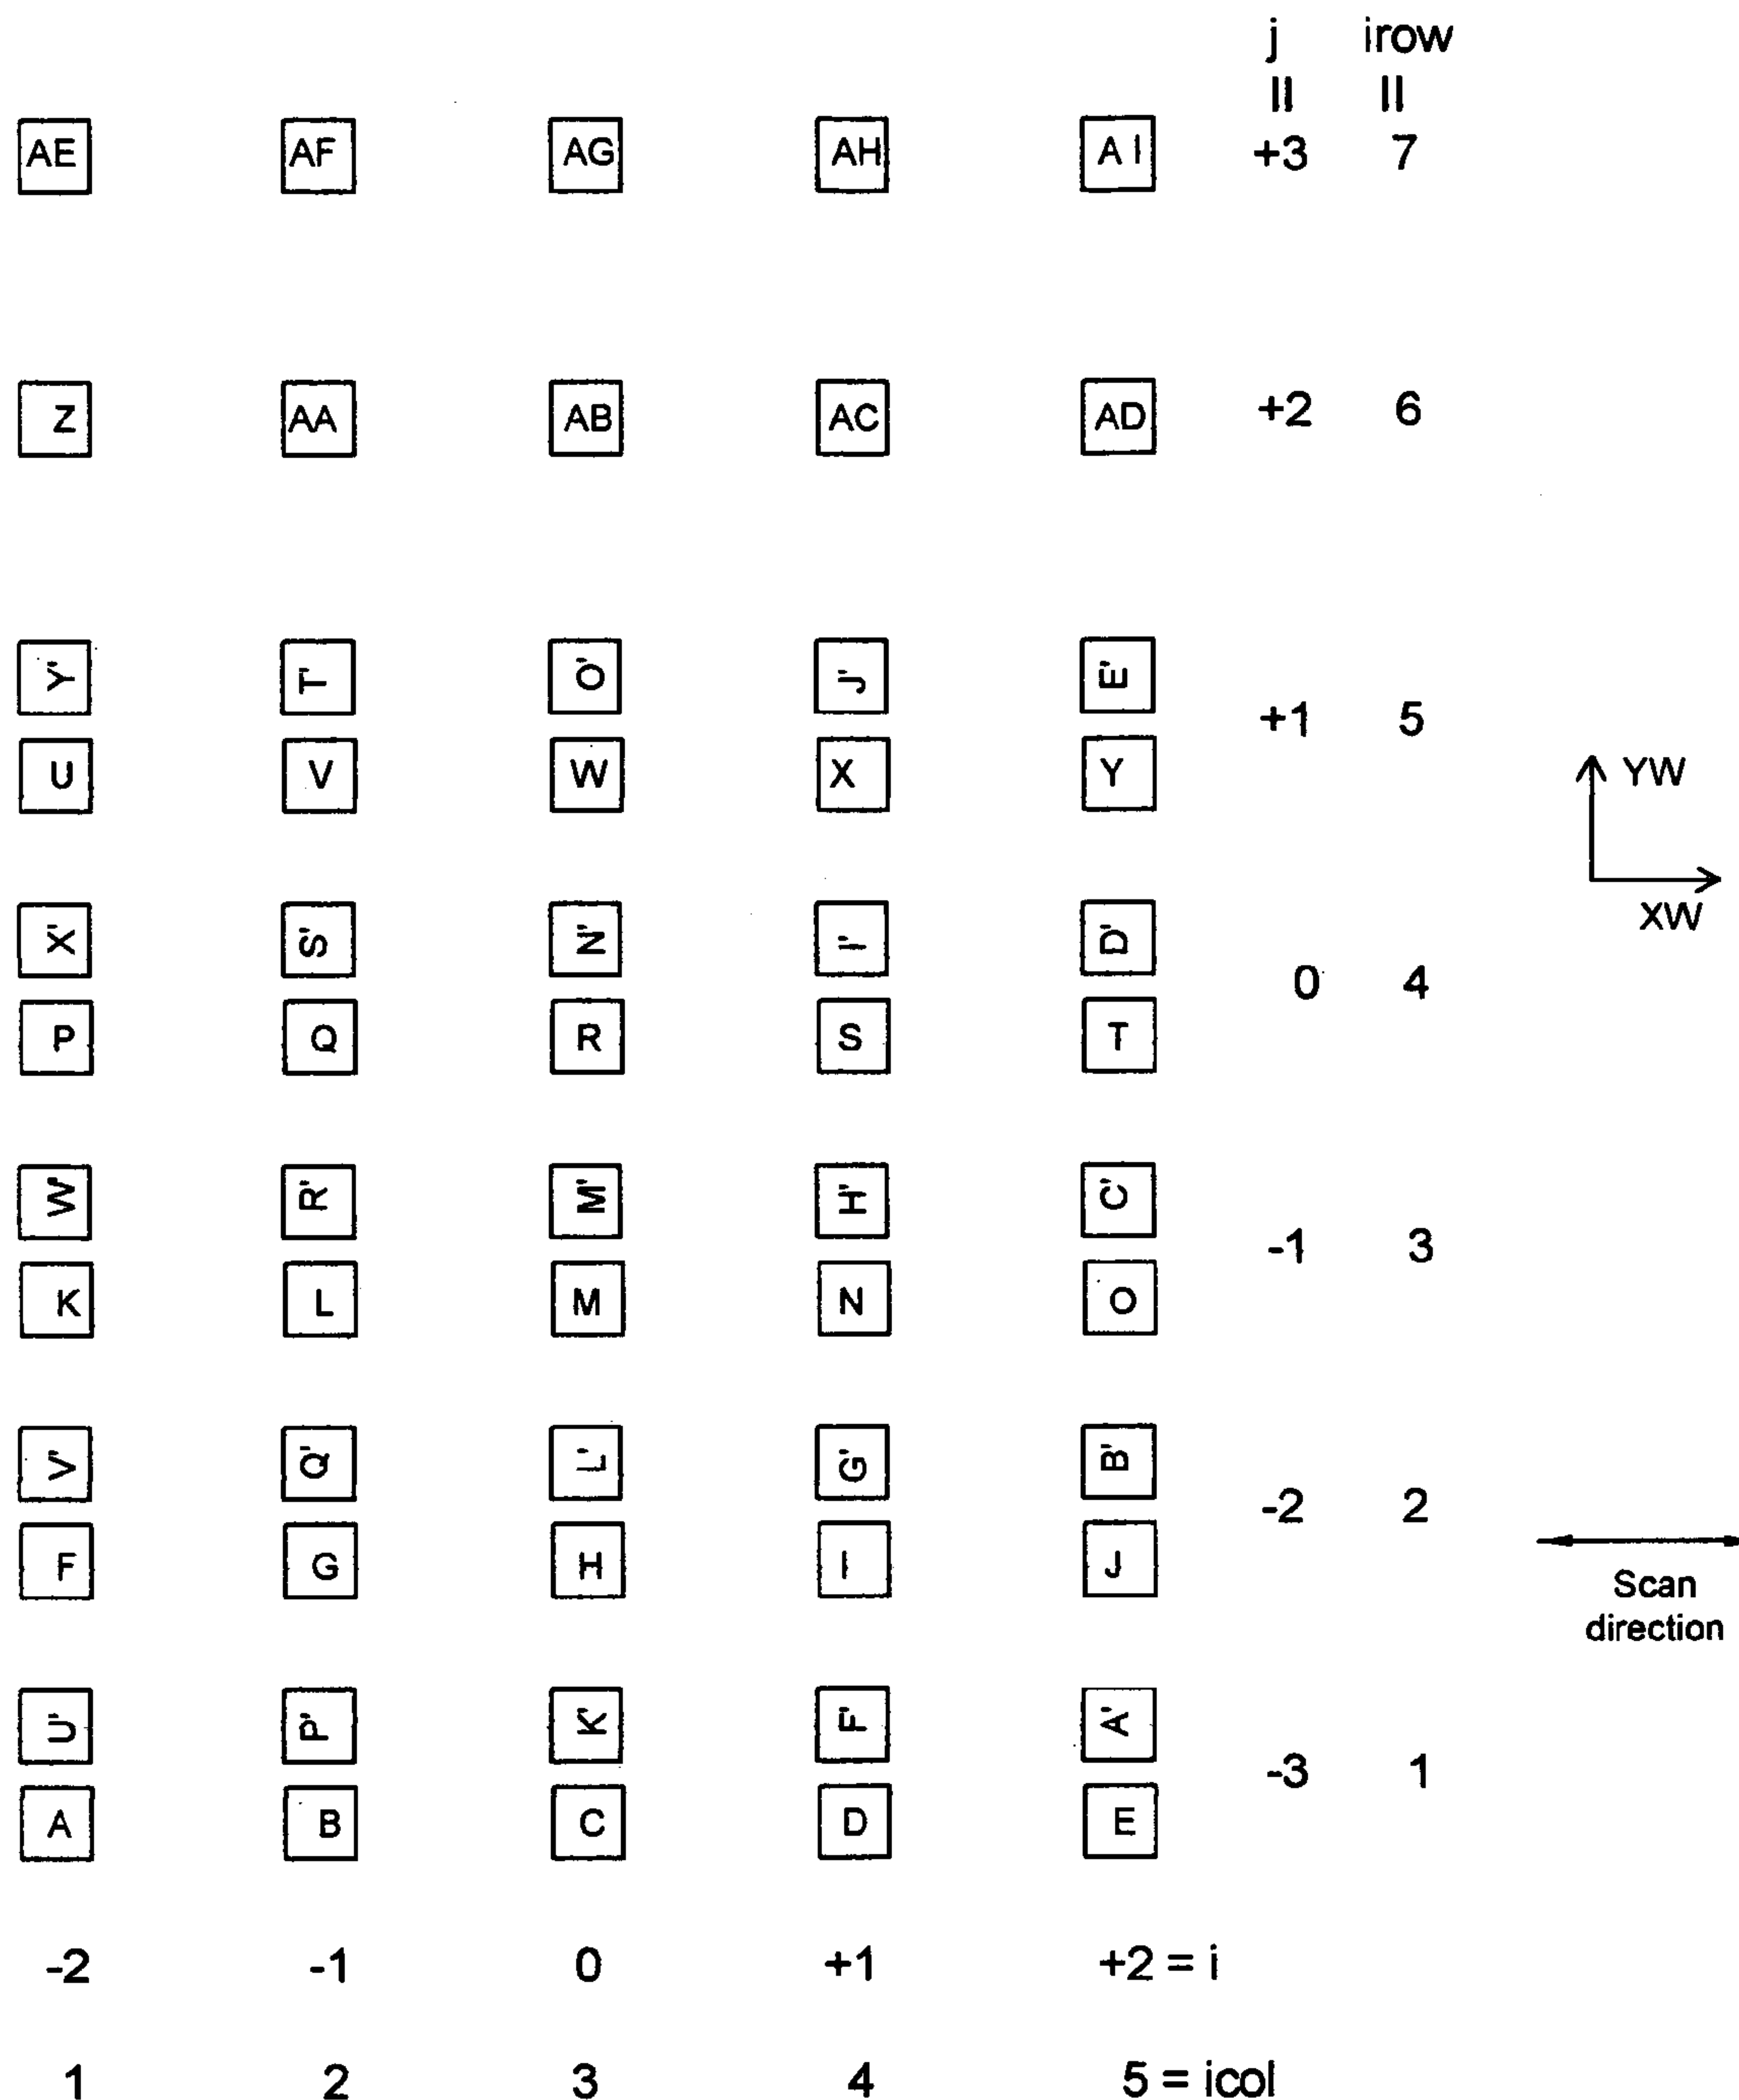 j irow
|| ||
AE AF AG AH AI +3 7
Z AA AB AC AD +2 6
Y' T' O' J' E'
+1 5
U V W X Y
YW
XW
X' S' N' I' D'
0 4
P Q R S T
W' R' M' H' C'
-1 3
K L M N O
V' Q' L' G' B'
-2 2
F G H I J
Scan
direction
U' P' K' F' A'
-3 1
A B C D E
-2 -1 0 +1 +2 = i
1 2 3 4 5 = icol